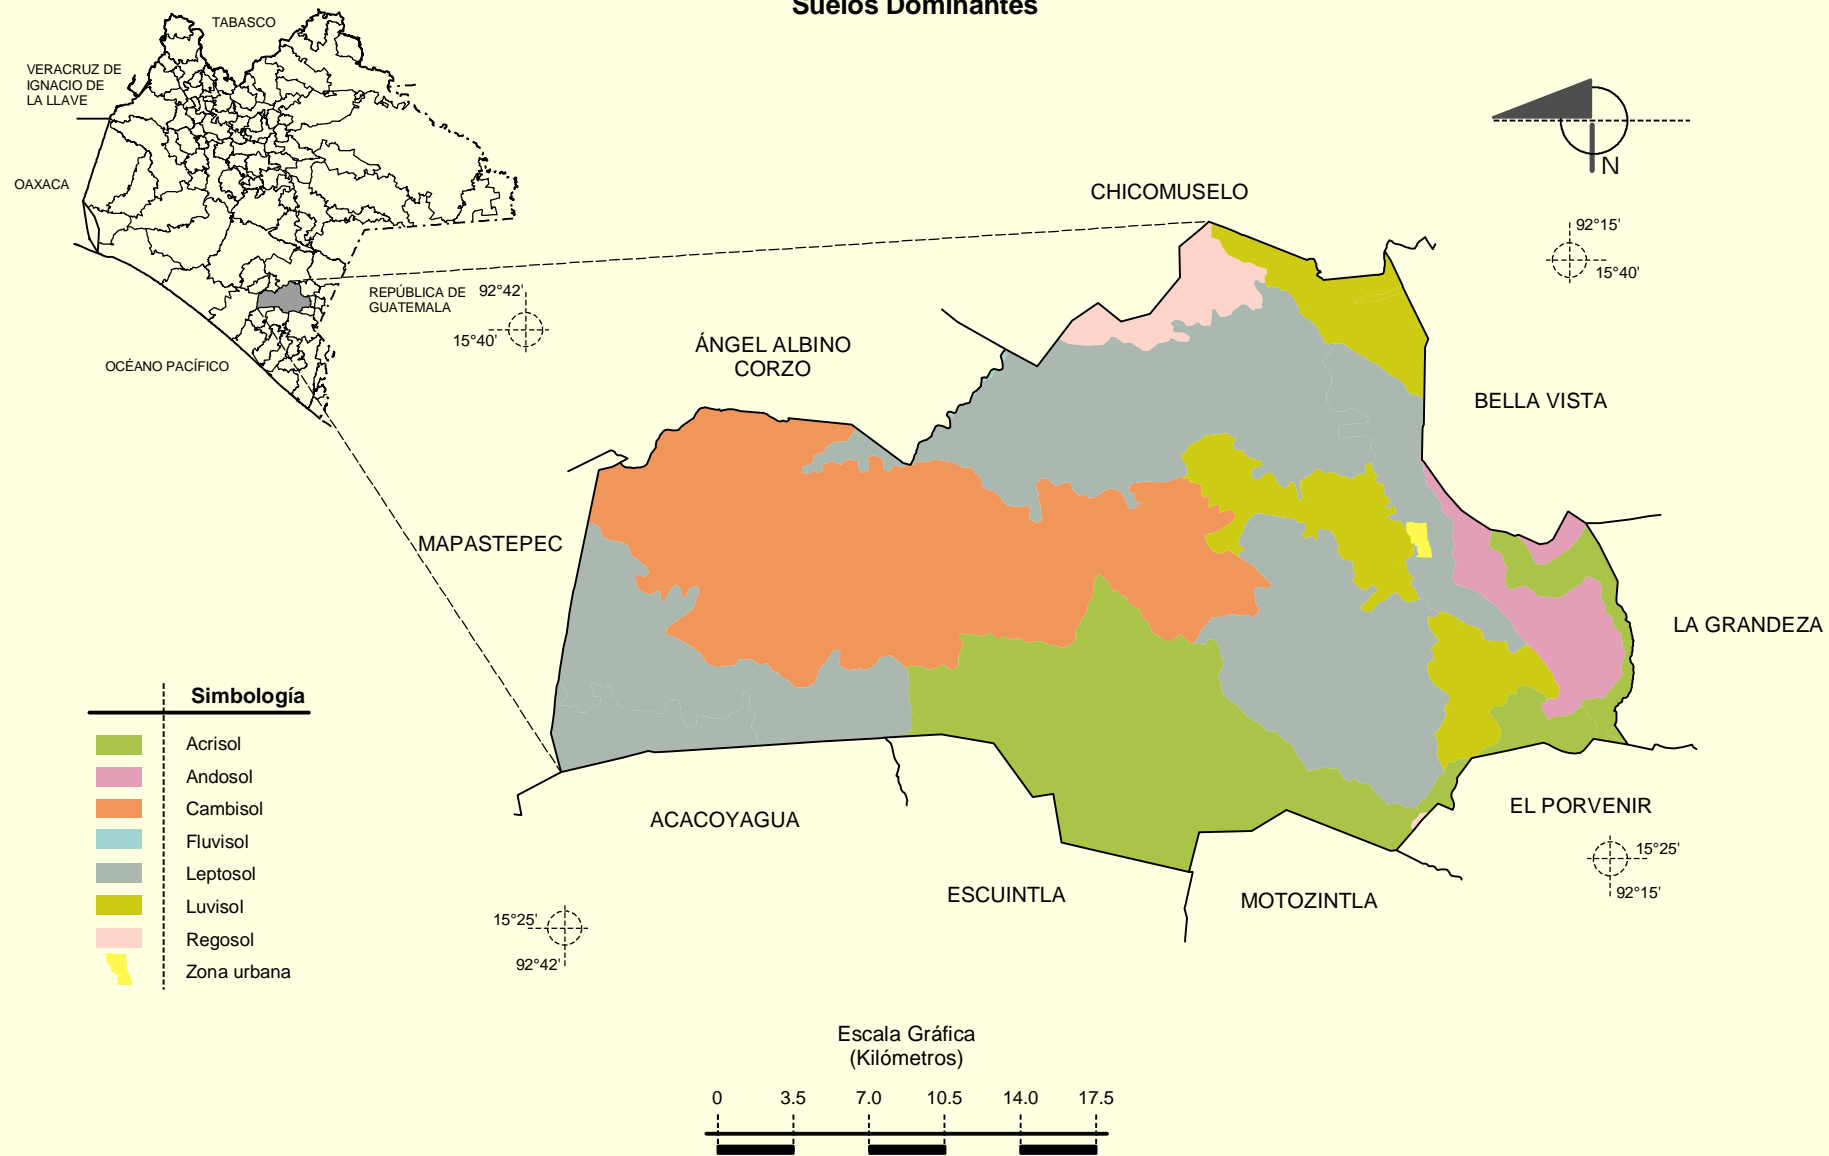 Suelos Dominantes
TABASCO
VERACRUZ DE
IGNACIO DE
LA LLAVE
OAXACA
REPÚBLICA DE
GUATEMALA
OCÉANO PACÍFICO
N
92°15'
15°40'
92°42'
15°40'
CHICOMUSELO
ÁNGEL ALBINO
CORZO
BELLA VISTA
MAPASTEPEC
LA GRANDEZA
ACACOYAGUA
EL PORVENIR
ESCUINTLA
MOTOZINTLA
15°25'
92°15'
15°25'
92°42'
Simbología
Acrisol
Andosol
Cambisol
Fluvisol
Leptosol
Luvisol
Regosol
Zona urbana
Escala Gráfica
(Kilómetros)
0 3.5 7.0 10.5 14.0 17.5